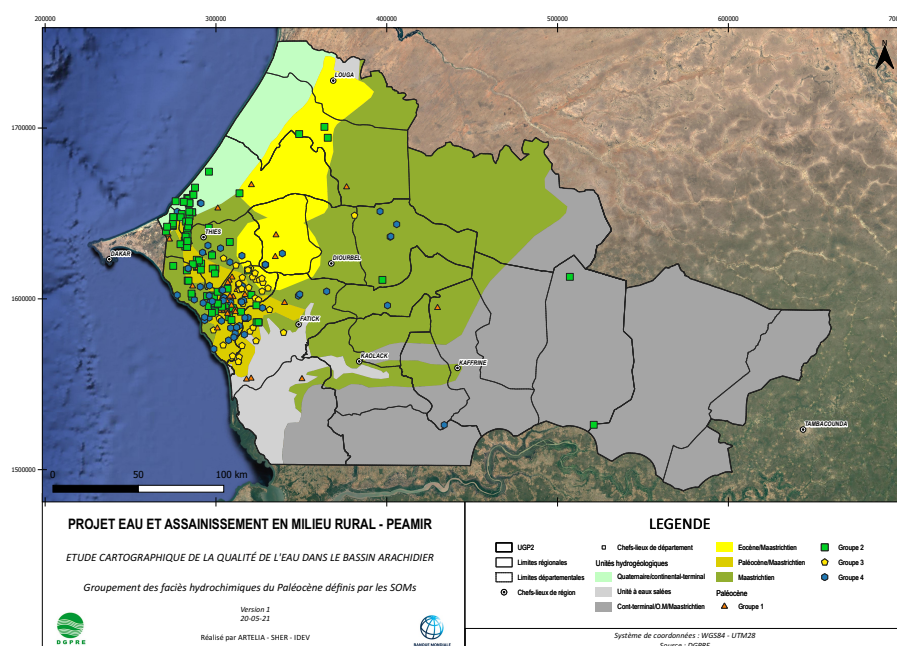 200000
300000
400000
500000
600000
N
LOUGA
1700000
THIES
DAKAR
DIOURBEL
1600000
FATICK
KAOLACK
KAFFRINE
TAMBACOUNDA
1500000
0 50 100 km
PROJET EAU ET ASSAINISSEMENT EN MILIEU RURAL - PEAMIR
ETUDE CARTOGRAPHIQUE DE LA QUALITÉ DE L'EAU DANS LE BASSIN ARACHIDIER
Groupement des faciès hydrochimiques du Paléocène définis par les SOMs
Version 1
20-05-21
Réalisé par ARTELIA - SHER - IDEV
DGPRE
BANQUE MONDIALE
LEGENDE
UGP2
Limites régionales
Limites départementales
Chefs-lieux de région
Chefs-lieux de département
Unités hydrogéologiques
Quaternaire/continental-terminal
Unité à eaux salées
Cont-terminal/O.M/Maastrichtien
Eocène/Maastrichtien
Paléocène/Maastrichtien
Maastrichtien
Paléocène
Groupe 1
Groupe 2
Groupe 3
Groupe 4
Système de coordonnées : WGS84 - UTM28
Source : DGPRE